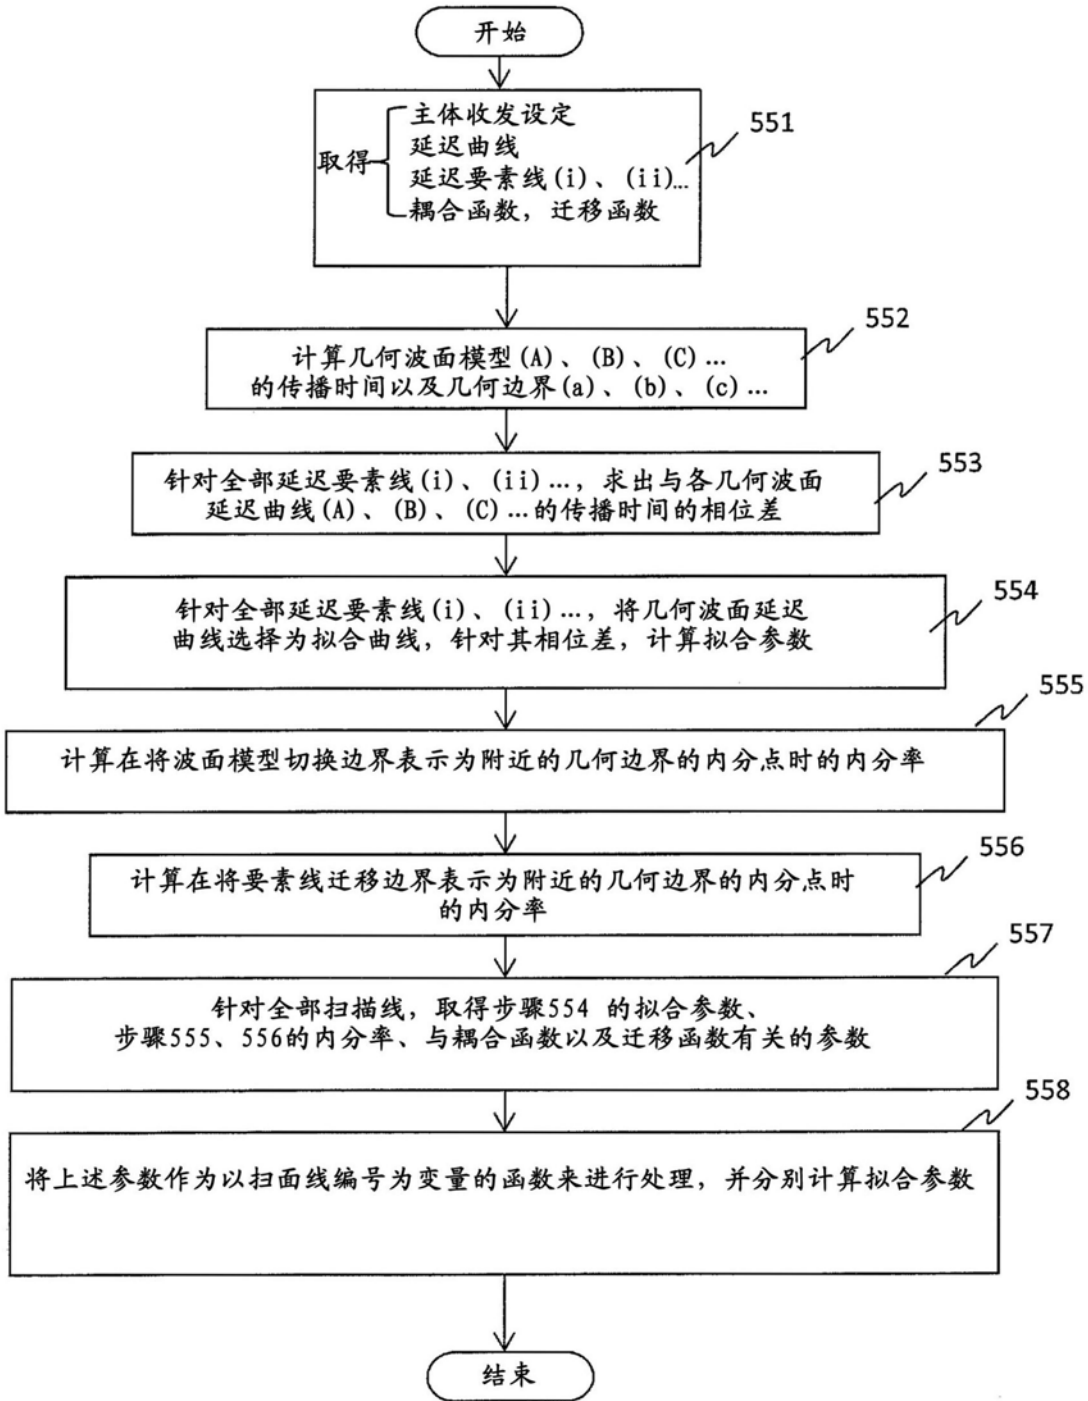 开始
551
主体收发设定
延迟曲线
取得
延迟要素线(i)、(ii)…
耦合函数，迁移函数
552
计算几何波面模型(A)、(B)、(C)…
的传播时间以及几何边界(a)、(b)、(c)…
553
针对全部延迟要素线(i)、(ii)…，求出与各几何波面
延迟曲线(A)、(B)、(C)…的传播时间的相位差
554
针对全部延迟要素线(i)、(ii)…，将几何波面延迟
曲线选择为拟合曲线，针对其相位差，计算拟合参数
555
计算在将波面模型切换边界表示为附近的几何边界的内分点时的内分率
556
计算在将要素线迁移边界表示为附近的几何边界的内分点时
的内分率
557
针对全部扫描线，取得步骤554 的拟合参数、
步骤555、556的内分率、与耦合函数以及迁移函数有关的参数
558
将上述参数作为以扫面线编号为变量的函数来进行处理，并分别计算拟合参数
结束